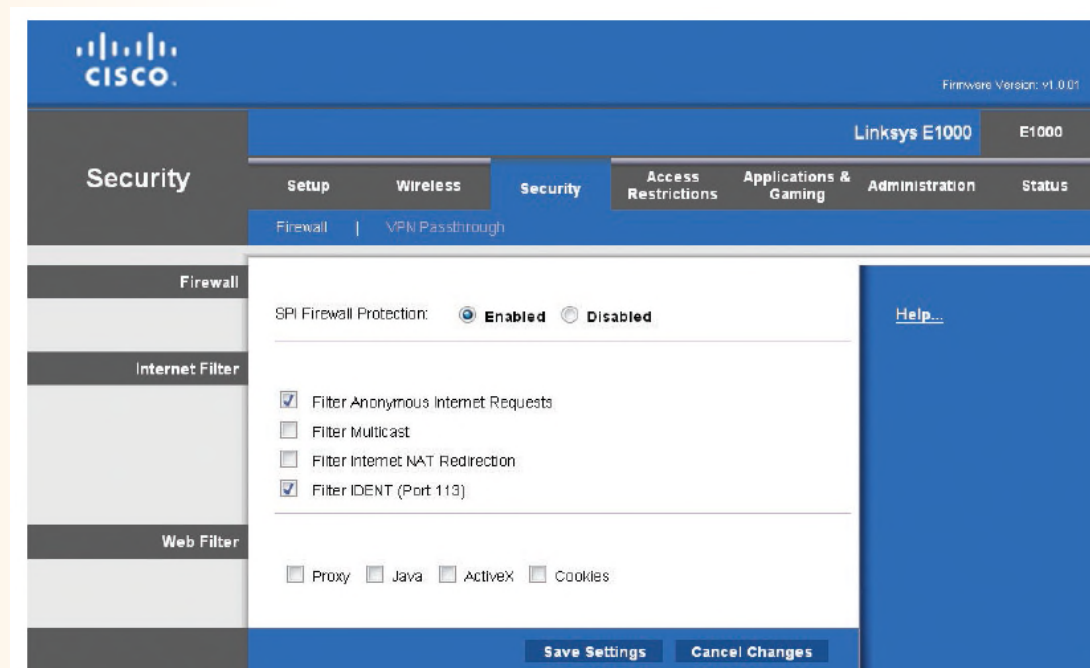 CISCO.
Firmware Version: v1.0.01
Linksys E1000
E1000
Security
Setup
Wireless
Security
Access Restrictions
Applications & Gaming
Administration
Status
Firewall | VPN Passthrough
Firewall
SPI Firewall Protection: Enabled Disabled
Help...
Internet Filter
Filter Anonymous Internet Requests
Filter Multicast
Filter Internet NAT Redirection
Filter IDENT (Port 113)
Web Filter
Proxy Java ActiveX Cookies
Save Settings Cancel Changes